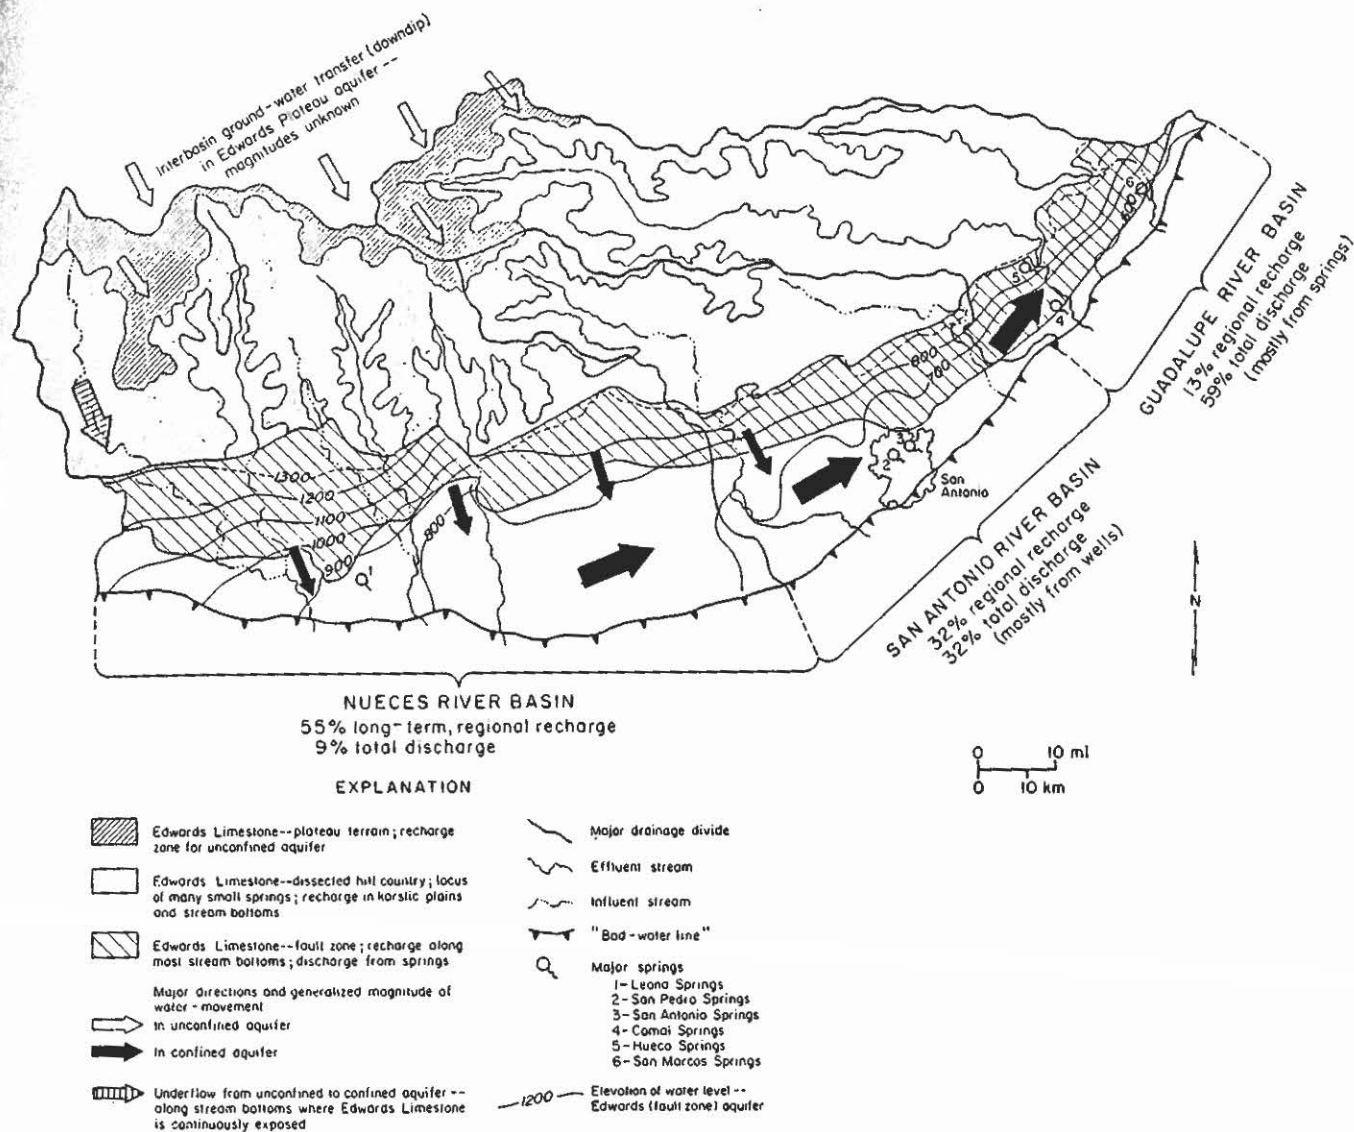 Interbasin ground-water transfer (downdip)
in Edwards Plateau aquifer --
magnitudes unknown
6
600
5
4
800
700
GUADALUPE RIVER BASIN
13% regional recharge
59% total discharge
(mostly from springs)
3
2
San
Antonio
1300
1200
1100
1000
900
800
1
SAN ANTONIO RIVER BASIN
32% regional recharge
32% total discharge
(mostly from wells)
N
NUECES RIVER BASIN
55% long-term, regional recharge
9% total discharge
0 10 mi
0 10 km
EXPLANATION
Edwards Limestone--plateau terrain; recharge
zone for unconfined aquifer
Edwards Limestone--dissected hill country; locus
of many small springs; recharge in karstic plains
and stream bottoms
Edwards Limestone--fault zone; recharge along
most stream bottoms; discharge from springs
Major directions and generalized magnitude of
water-movement
In unconfined aquifer
In confined aquifer
Underflow from unconfined to confined aquifer --
along stream bottoms where Edwards Limestone
is continuously exposed
Major drainage divide
Effluent stream
Influent stream
"Bad-water line"
Major springs
1-Leona Springs
2-San Pedro Springs
3-San Antonio Springs
4-Comal Springs
5-Hueco Springs
6-San Marcos Springs
1200
Elevation of water level --
Edwards (fault zone) aquifer